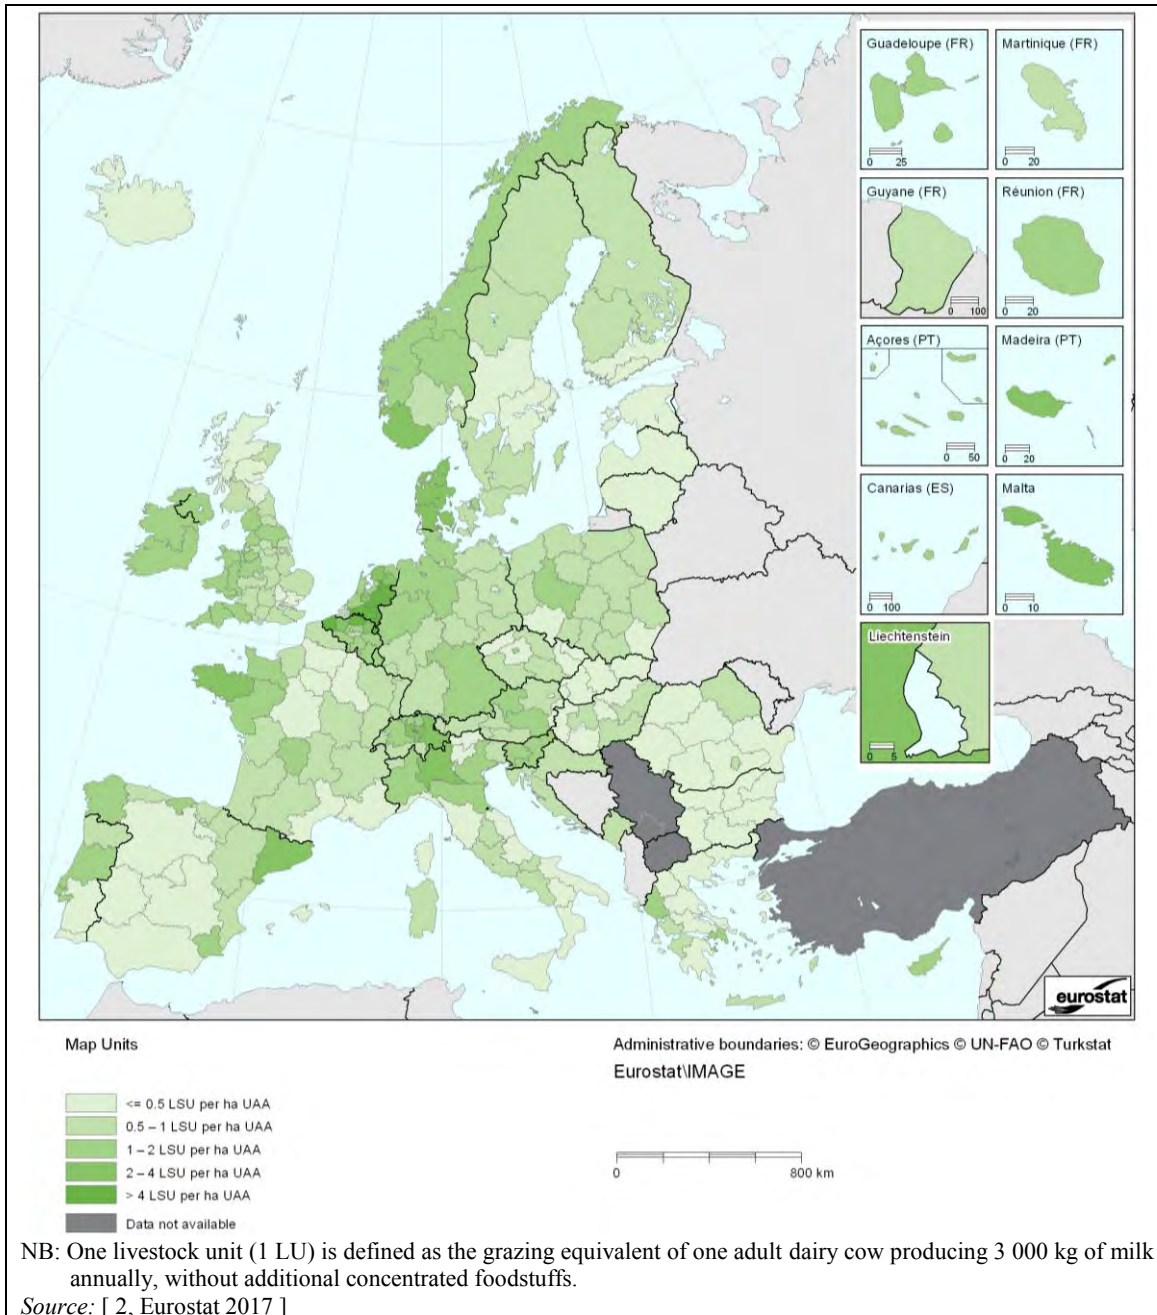 Guadeloupe (FR)
0 25
Martinique (FR)
0 20
Guyane (FR)
0 100
Réunion (FR)
0 20
Açores (PT)
0 50
Madeira (PT)
0 20
Canarias (ES)
0 100
Malta
0 10
Liechtenstein
0 5
eurostat
Map Units
Administrative boundaries: © EuroGeographics © UN-FAO © Turkstat
Eurostat\IMAGE
<= 0.5 LSU per ha UAA
0.5 – 1 LSU per ha UAA
1 – 2 LSU per ha UAA
2 – 4 LSU per ha UAA
> 4 LSU per ha UAA
Data not available
0 800 km
NB: One livestock unit (1 LU) is defined as the grazing equivalent of one adult dairy cow producing 3 000 kg of milk
annually, without additional concentrated foodstuffs.
Source: [ 2, Eurostat 2017 ]